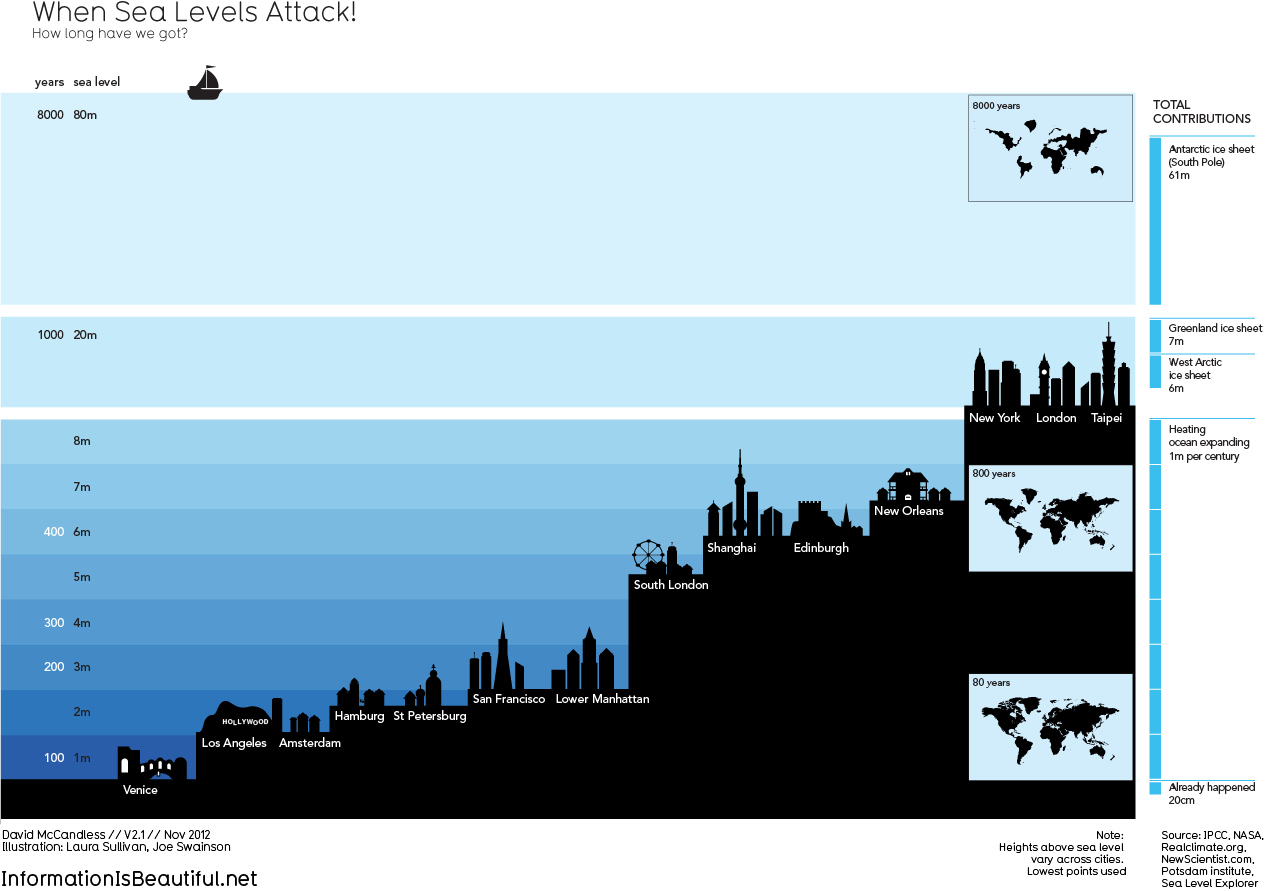 When Sea Levels Attack!
How long have we got?
years sea level
8000 80m
8000 years
TOTAL
CONTRIBUTIONS
Antarctic ice sheet
(South Pole)
61m
1000 20m
Greenland ice sheet
7m
West Arctic
ice sheet
6m
New York London Taipei
Heating
ocean expanding
1m per century
8m
7m
800 years
New Orleans
400 6m
Shanghai Edinburgh
5m
South London
300 4m
200 3m
80 years
San Francisco Lower Manhattan
2m
Hamburg St Petersburg
HOLLYWOOD
Los Angeles Amsterdam
100 1m
Venice
Already happened
20cm
David McCandless // V2.1 // Nov 2012
Illustration: Laura Sullivan, Joe Swainson
InformationIsBeautiful.net
Note:
Heights above sea level
vary across cities.
Lowest points used
Source: IPCC, NASA,
Realclimate.org,
NewScientist.com,
Potsdam institute,
Sea Level Explorer